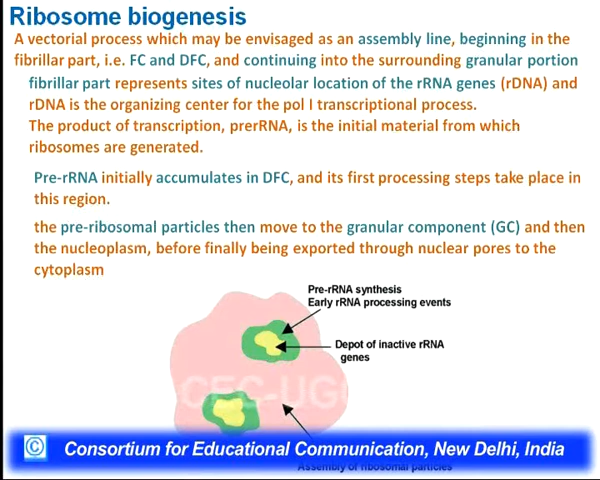 Ribosome biogenesis
A vectorial process which may be envisaged as an assembly line, beginning in the
fibrillar part, i.e. FC and DFC, and continuing into the surrounding granular portion
fibrillar part represents sites of nucleolar location of the rRNA genes (rDNA) and
rDNA is the organizing center for the pol I transcriptional process.
The product of transcription, prerRNA, is the initial material from which
ribosomes are generated.
Pre-rRNA initially accumulates in DFC, and its first processing steps take place in
this region.
the pre-ribosomal particles then move to the granular component (GC) and then
the nucleoplasm, before finally being exported through nuclear pores to the
cytoplasm
Pre-rRNA synthesis
Early rRNA processing events
Depot of inactive rRNA
genes
CEC-UG
© Consortium for Educational Communication, New Delhi, India
Assembly of ribosomal particles